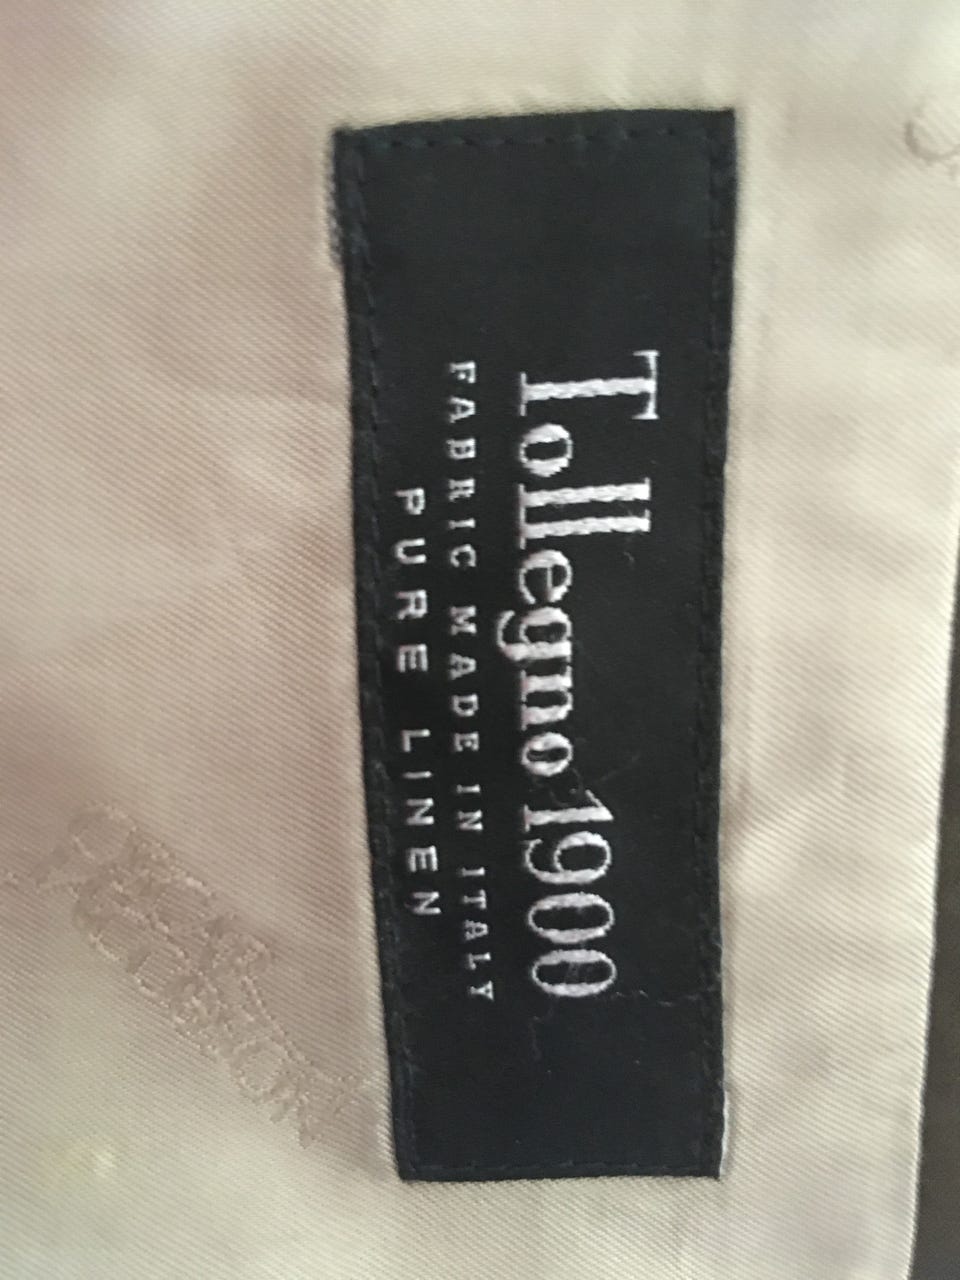 Tollegno 1900
FABRIC MADE IN ITALY
PURE LINEN